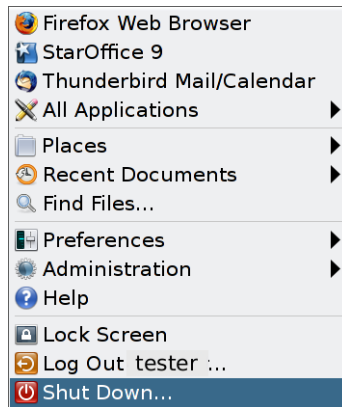 Firefox Web Browser
StarOffice 9
Thunderbird Mail/Calendar
All Applications
Places
Recent Documents
Find Files...
Preferences
Administration
Help
Lock Screen
Log Out tester ...
Shut Down...